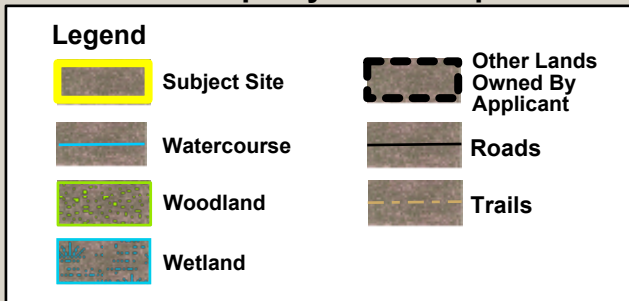 Legend
Subject Site
Watercourse
Woodland
Wetland
Other Lands
Owned By
Applicant
Roads
Trails